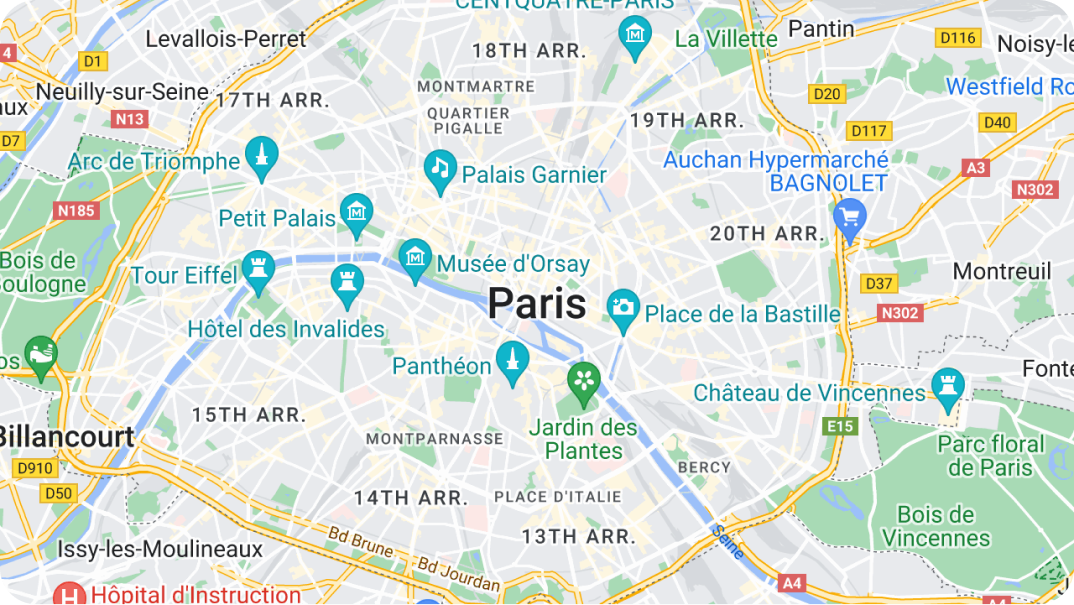 CENTQUATRE-PARIS
Levallois-Perret
18TH ARR.
La Villette
Pantin
D116
4
D1
Noisy-le
MONTMARTRE
Neuilly-sur-Seine
17TH ARR.
D20
Westfield Ro
aux
N13
QUARTIER
PIGALLE
19TH ARR.
D117
D40
D7
Arc de Triomphe
Auchan Hypermarché
BAGNOLET
Palais Garnier
A3
N302
N185
Petit Palais
20TH ARR.
Bois de
Boulogne
Tour Eiffel
Musée d'Orsay
Montreuil
D37
Paris
Place de la Bastille
N302
Hôtel des Invalides
os
Panthéon
Fonte
Château de Vincennes
15TH ARR.
Jardin des
Plantes
E15
Billancourt
MONTPARNASSE
Parc floral
de Paris
D910
BERCY
D50
14TH ARR.
PLACE D'ITALIE
Bois de
Vincennes
13TH ARR.
Issy-les-Moulineaux
Bd Brune
Seine
Bd Jourdan
A4
H
Hôpital d'Instruction
A4